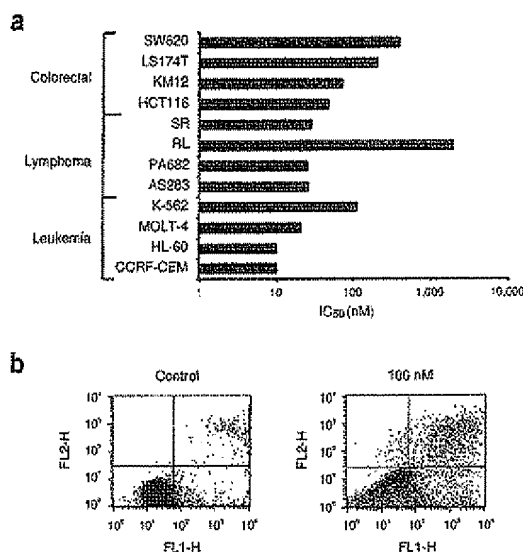 a
SW620
LS174T
KM12
HCT116
Colorectal
SR
RL
PA682
AS283
Lymphoma
K-562
MOLT-4
HL-60
CCRF-CEM
Leukemia
1 10 100 1,000 10,000
IC50 (nM)
b
Control
100 nM
FL2-H
FL1-H
FL2-H
FL1-H